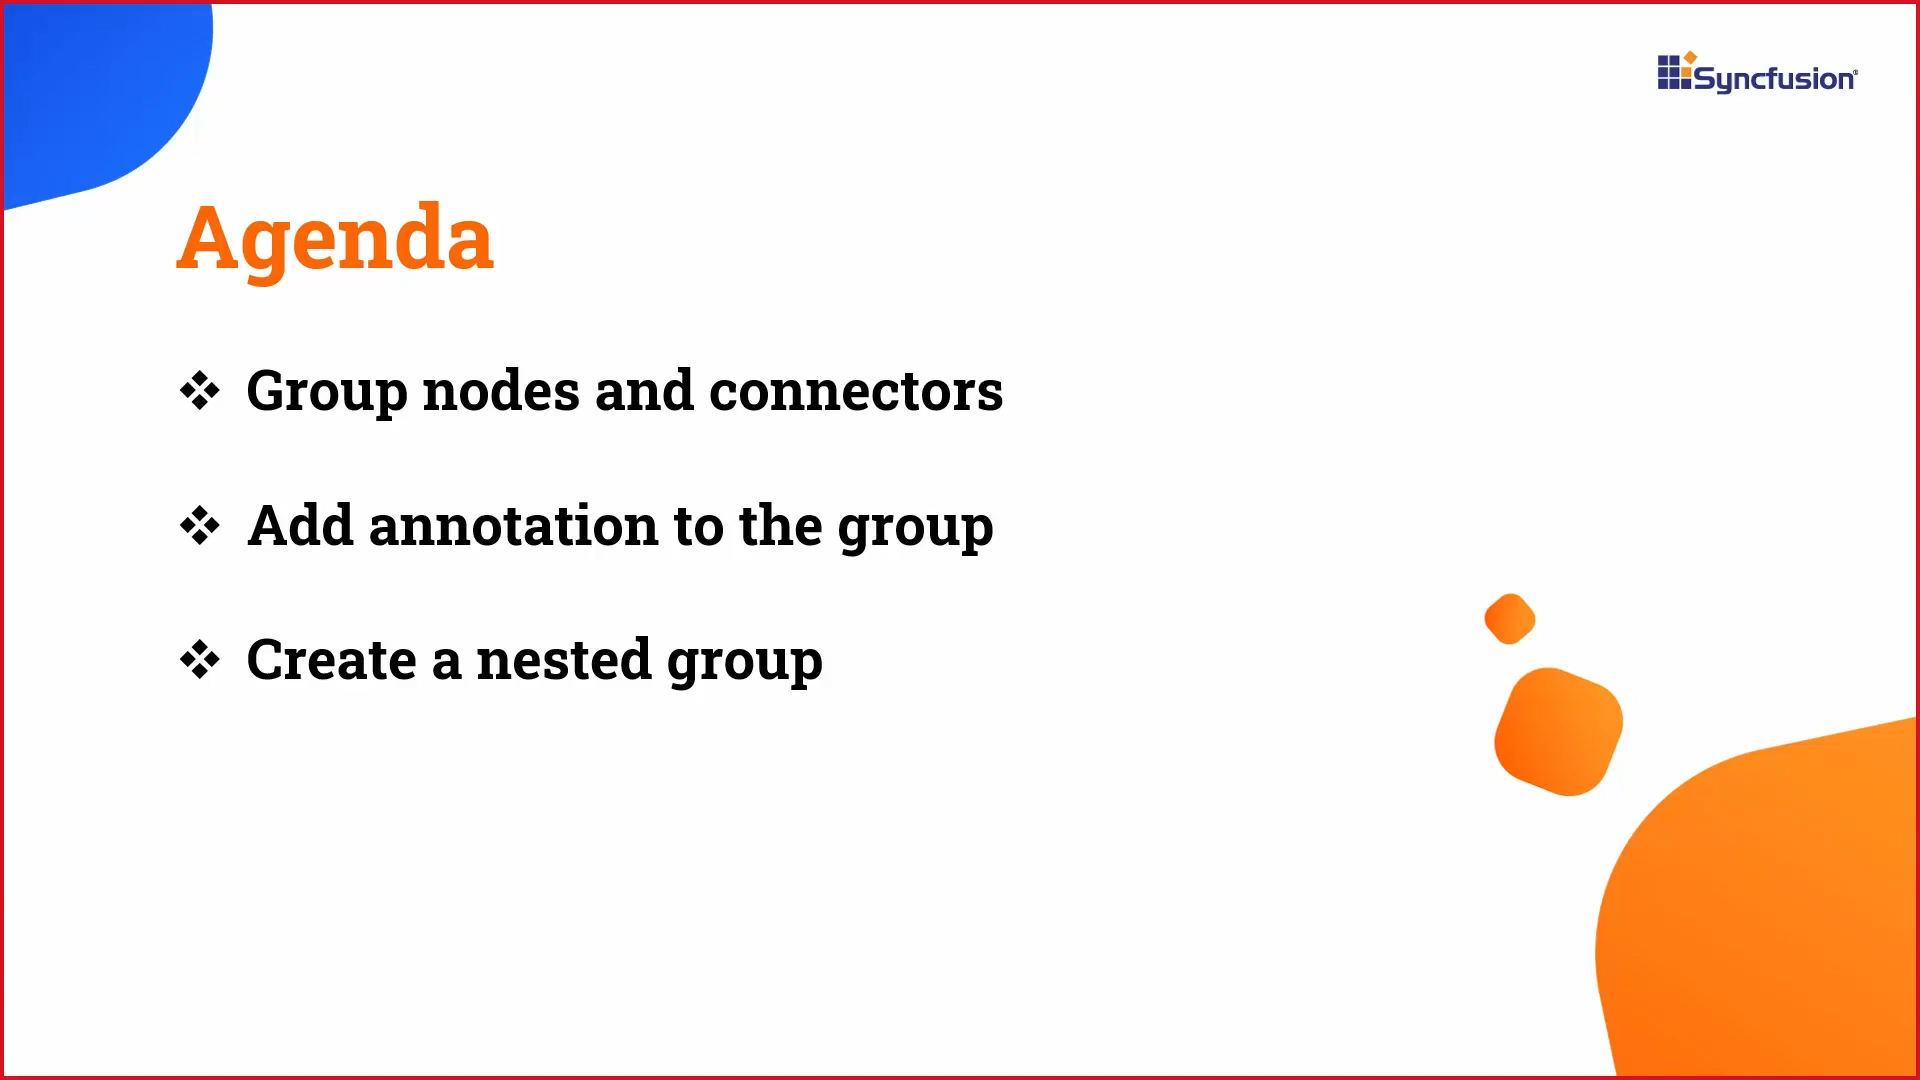 Syncfusion®
Agenda
❖ Group nodes and connectors
❖ Add annotation to the group
❖ Create a nested group